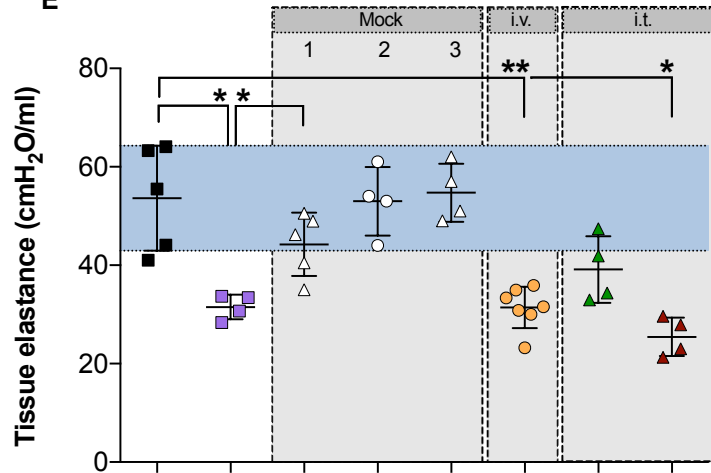 E
Mock i.v. i.t.
1 2 3
80
** ** *
60
40
20
0
Tissue elastance (cmH₂O/ml)